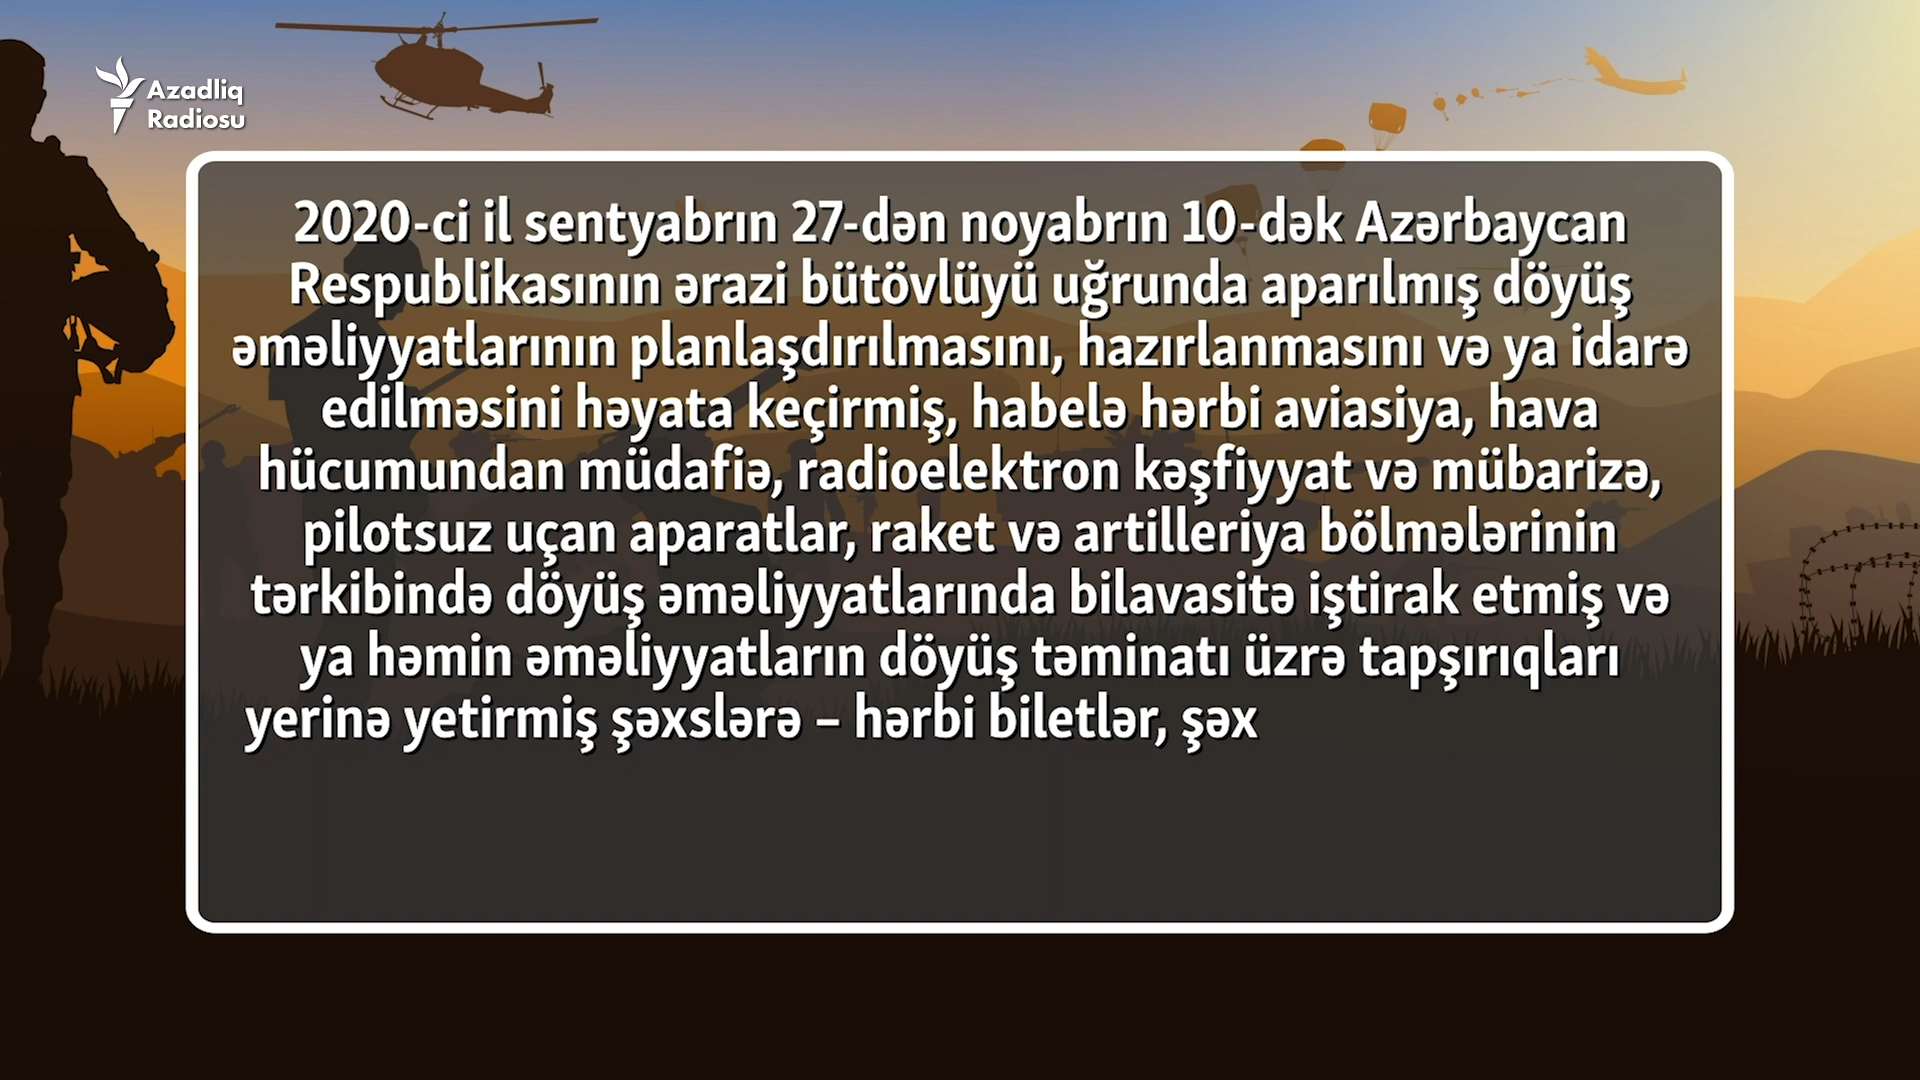 Azadliq
Radiosu
2020-ci il sentyabrın 27-dən noyabrın 10-dək Azərbaycan
Respublikasının ərazi bütövlüyü uğrunda aparılmış döyüş
əməliyyatlarının planlaşdırılmasını, hazırlanmasını və ya idarə
edilməsini həyata keçirmiş, habelə hərbi aviasiya, hava
hücumundan müdafiə, radioelektron kəşfiyyat və mübarizə,
pilotsuz uçan aparatlar, raket və artilleriya bölmələrinin
tərkibində döyüş əməliyyatlarında bilavasitə iştirak etmiş və
ya həmin əməliyyatların döyüş təminatı üzrə tapşırıqları
yerinə yetirmiş şəxslərə – hərbi biletlər, şəx